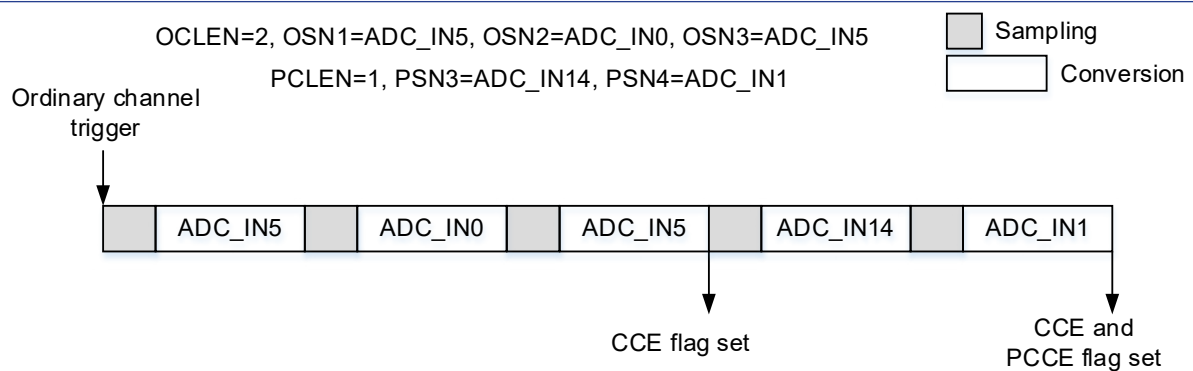 OCLEN=2, OSN1=ADC_IN5, OSN2=ADC_IN0, OSN3=ADC_IN5
PCLEN=1, PSN3=ADC_IN14, PSN4=ADC_IN1
Sampling
Conversion
Ordinary channel
trigger
ADC_IN5
ADC_IN0
ADC_IN5
ADC_IN14
ADC_IN1
CCE flag set
CCE and
PCCE flag set